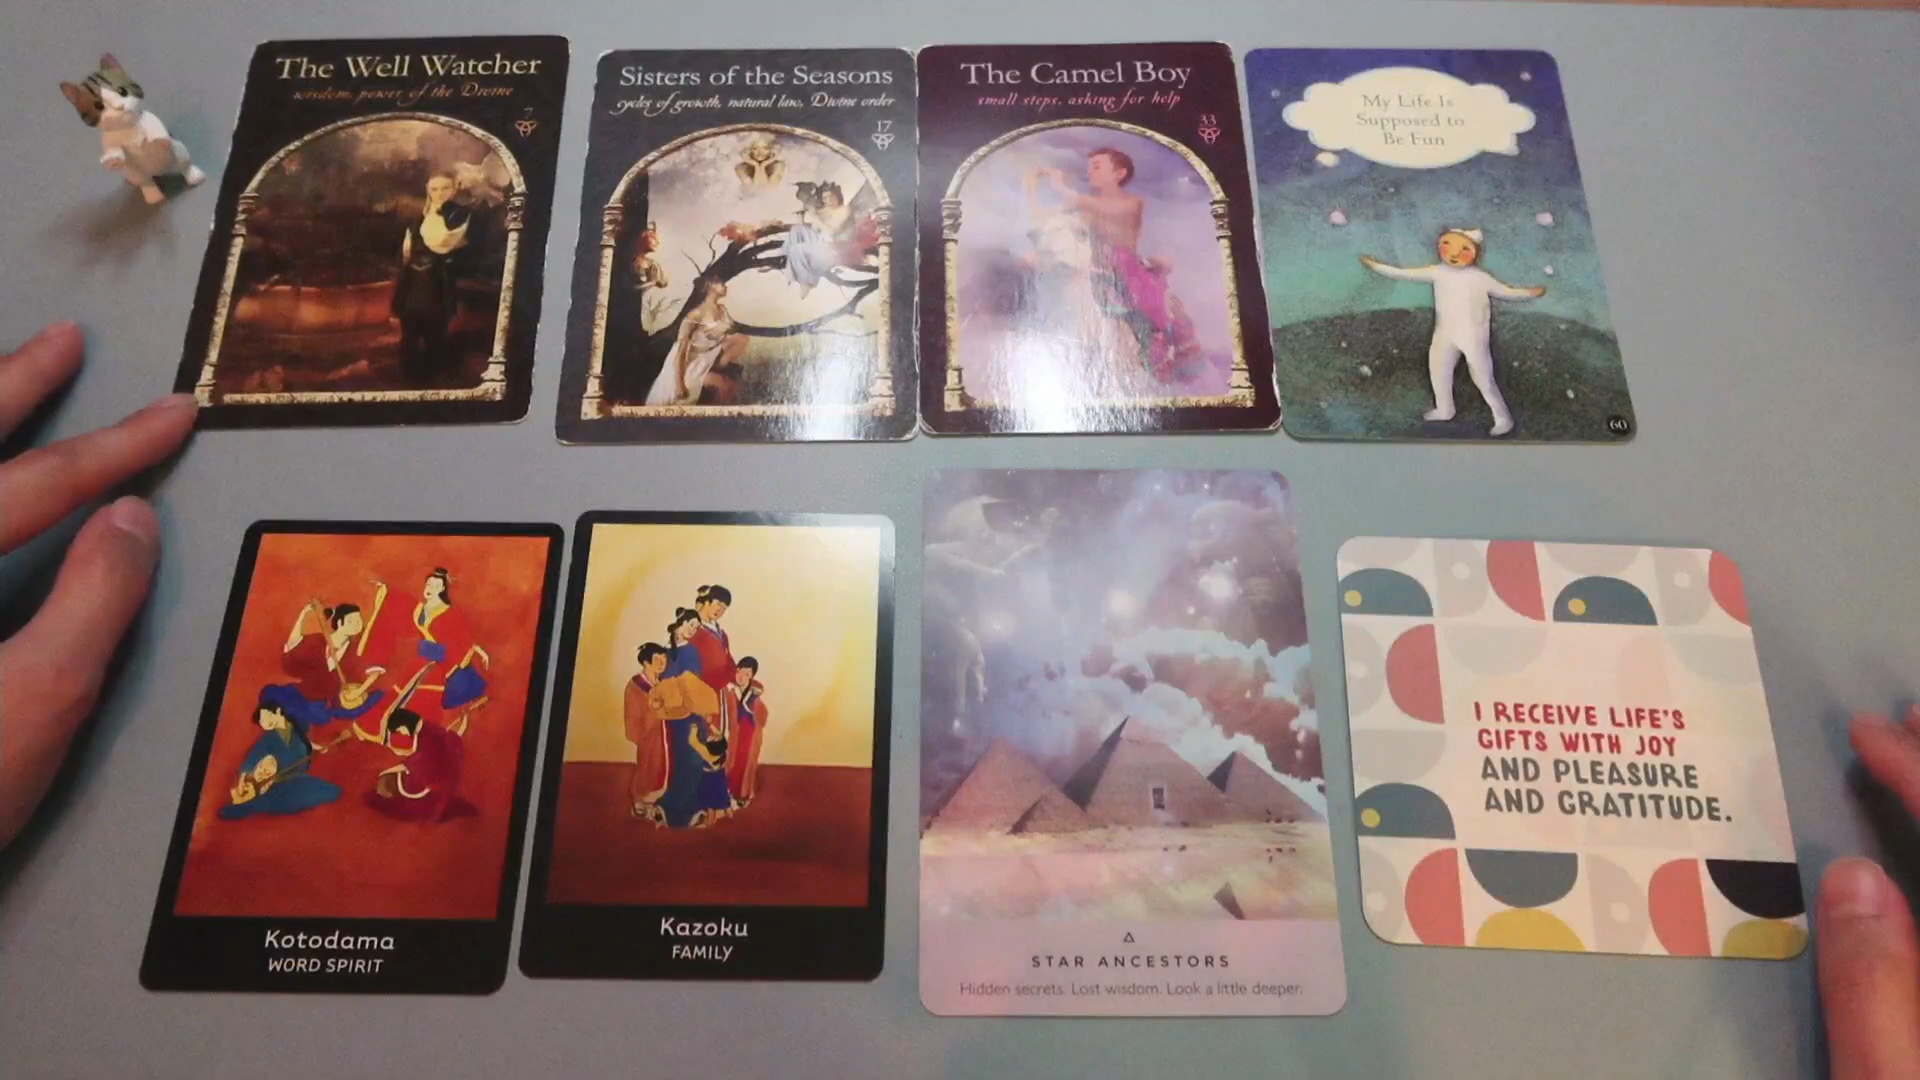 The Well Watcher
wisdom, power of the Divine
7
Sisters of the Seasons
cycles of growth, natural law, Divine order
17
The Camel Boy
small steps, asking for help
33
My Life Is
Supposed to
Be Fun
60
Kotodama
WORD SPIRIT
Kazoku
FAMILY
STAR ANCESTORS
Hidden secrets. Lost wisdom. Look a little deeper.
I RECEIVE LIFE'S
GIFTS WITH JOY
AND PLEASURE
AND GRATITUDE.